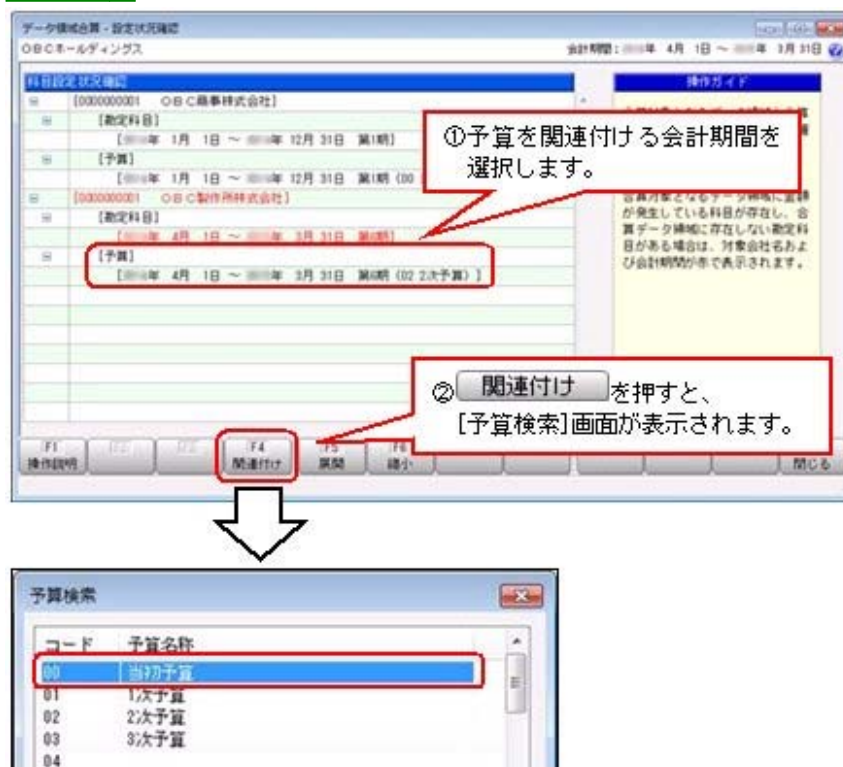 データ領域合算 - 設定状況確認
OBCホールディングス
会計期間： 年 4月 1日 ～ 年 3月 31日
科目設定状況確認
操作ガイド
[0000000001 OBC商事株式会社]
[勘定科目]
[ 年 1月 1日 ～ 年 12月 31日 第1期]
[予算]
[ 年 1月 1日 ～ 年 12月 31日 第1期 (00
[0000000001 OBC製作所株式会社]
[勘定科目]
[ 年 4月 1日 ～ 年 3月 31日 第6期]
[予算]
[ 年 4月 1日 ～ 年 3月 31日 第6期 (02 2次予算) ]
①予算を関連付ける会計期間を
選択します。
合算対象となるデータ領域に金額
が発生している科目が存在し、合
算データ領域に存在しない勘定科
目がある場合は、対象会社名およ
び会計期間が赤で表示されます。
② 関連付け を押すと、
[予算検索]画面が表示されます。
F1 操作説明
F4 関連付け
F5 展開
F6 縮小
閉じる
予算検索
コード 予算名称
00 当初予算
01 1次予算
02 2次予算
03 3次予算
04